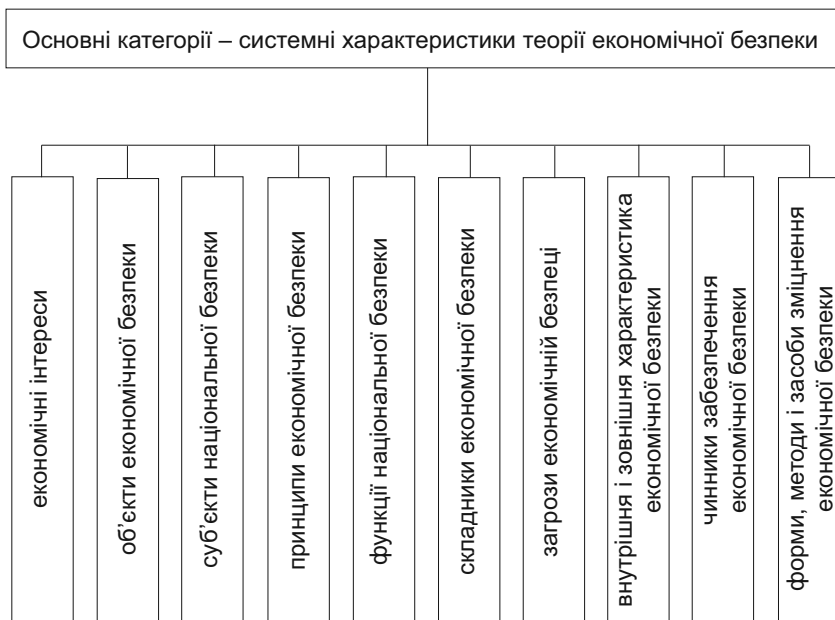 Основні категорії – системні характеристики теорії економічної безпеки
економічні інтереси
об’єкти економічної безпеки
суб’єкти національної безпеки
принципи економічної безпеки
функції національної безпеки
складники економічної безпеки
загрози економічній безпеці
внутрішня і зовнішня характеристика
економічної безпеки
чинники забезпечення
економічної безпеки
форми, методи і засоби зміцнення
економічної безпеки